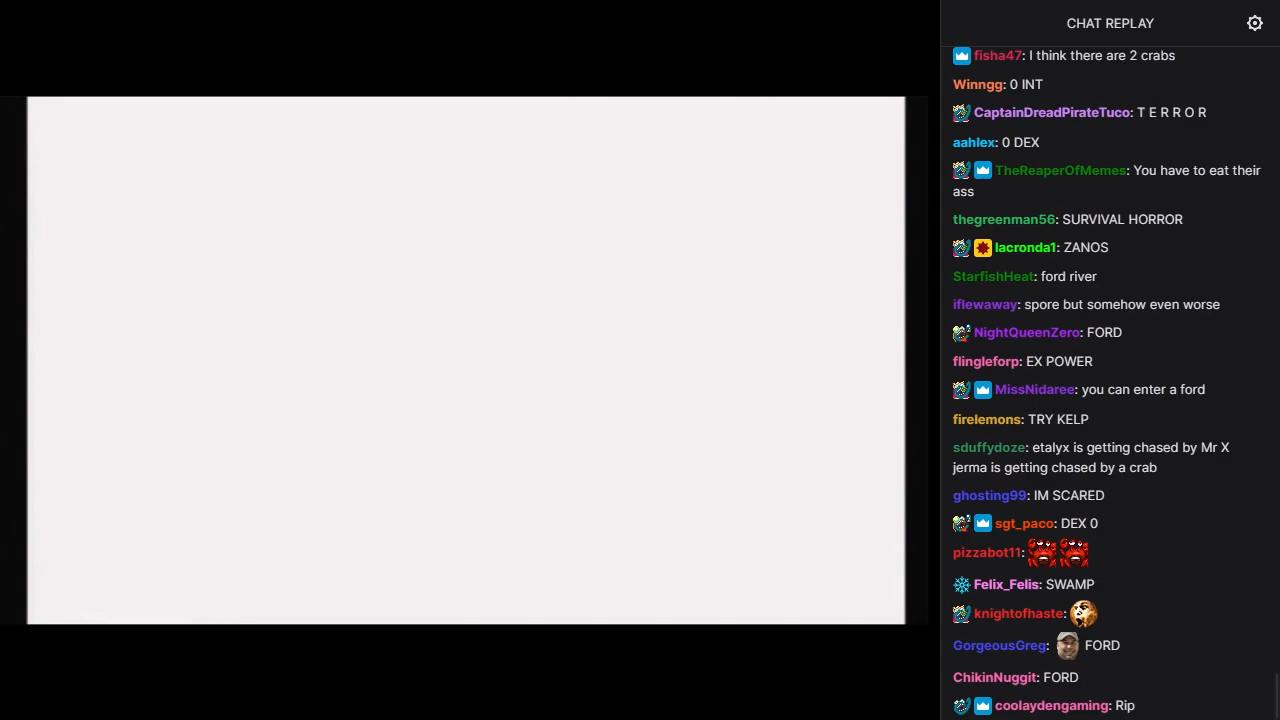 CHAT REPLAY
fisha47: I think there are 2 crabs
Winngg: 0 INT
CaptainDreadPirateTuco: T E R R O R
aahlex: 0 DEX
TheReaperOfMemes: You have to eat their
ass
thegreenman56: SURVIVAL HORROR
lacronda1: ZANOS
StarfishHeat: ford river
iflewaway: spore but somehow even worse
NightQueenZero: FORD
flingleforp: EX POWER
MissNidaree: you can enter a ford
firelemons: TRY KELP
sduffydoze: etalyx is getting chased by Mr X
jerma is getting chased by a crab
ghosting99: IM SCARED
sgt_paco: DEX 0
pizzabot11:
Felix_Felis: SWAMP
knightofhaste:
GorgeousGreg: FORD
ChikinNuggit: FORD
coolaydengaming: Rip